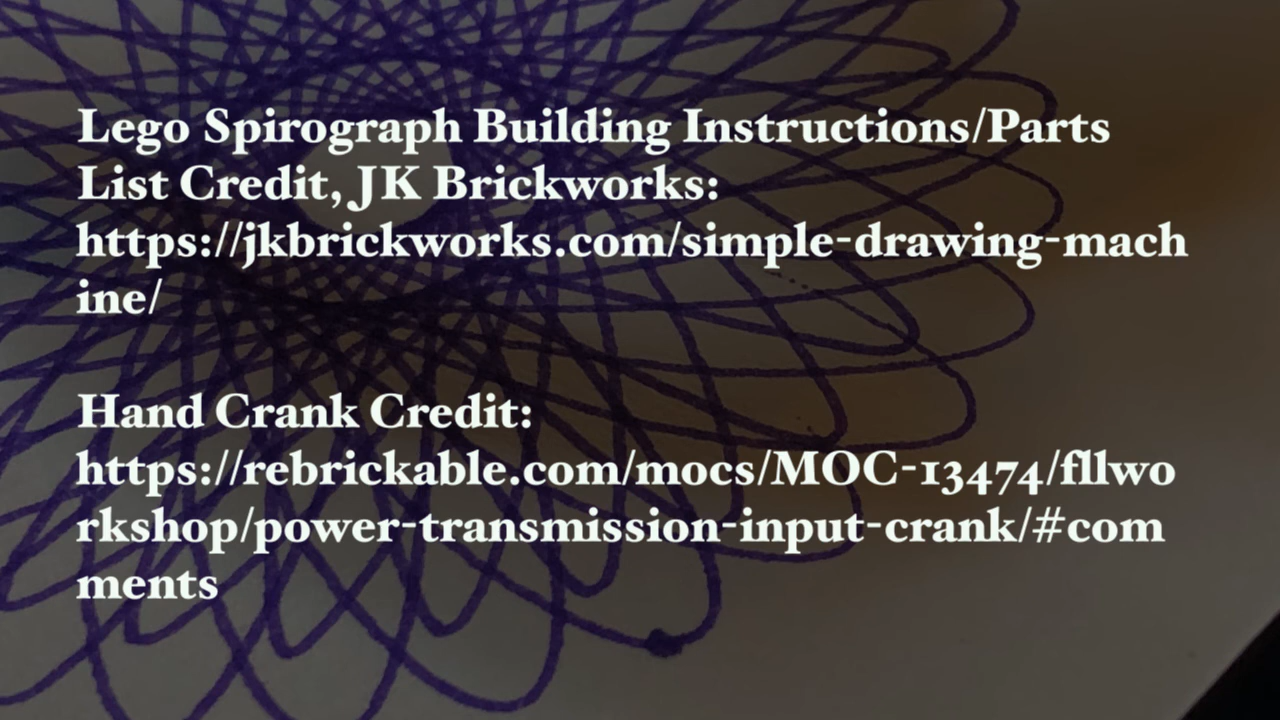 Lego Spirograph Building Instructions/Parts
List Credit, JK Brickworks:
https://jkbrickworks.com/simple-drawing-mach
ine/
Hand Crank Credit:
https://rebrickable.com/mocs/MOC-13474/fllwo
rkshop/power-transmission-input-crank/#com
ments